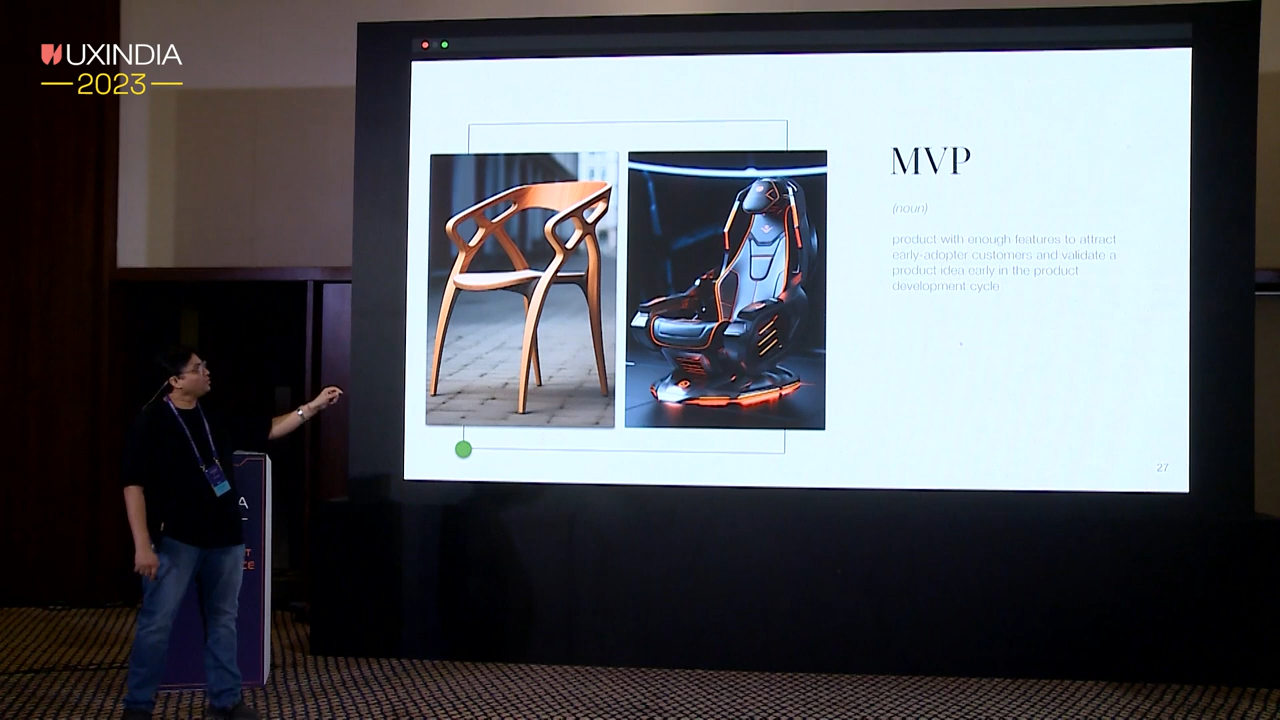 UXINDIA
2023
MVP
(noun)
product with enough features to attract
early-adopter customers and validate a
product idea early in the product
development cycle
27
A
T
CE